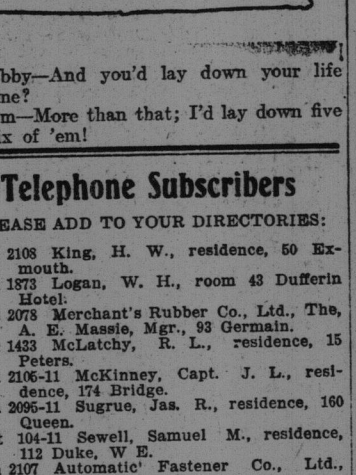 bby—And you'd lay down your life
me?
m—More than that; I'd lay down five
ix of 'em!
Telephone Subscribers
EASE ADD TO YOUR DIRECTORIES:
2108 King, H. W., residence, 50 Ex-
mouth.
1873 Logan, W. H., room 43 Dufferin
Hotel.
2078 Merchant's Rubber Co., Ltd., The,
A. E. Massie, Mgr., 93 Germain.
1433 McLatchy, R. L., residence, 15
Peters.
2106-11 McKinney, Capt. J. L., resi-
dence, 174 Bridge.
2095-11 Sugrue, Jas. R., residence, 160
Queen.
104-11 Sewell, Samuel M., residence,
112 Duke, W E.
2107 Automatic Fastener Co., Ltd.,